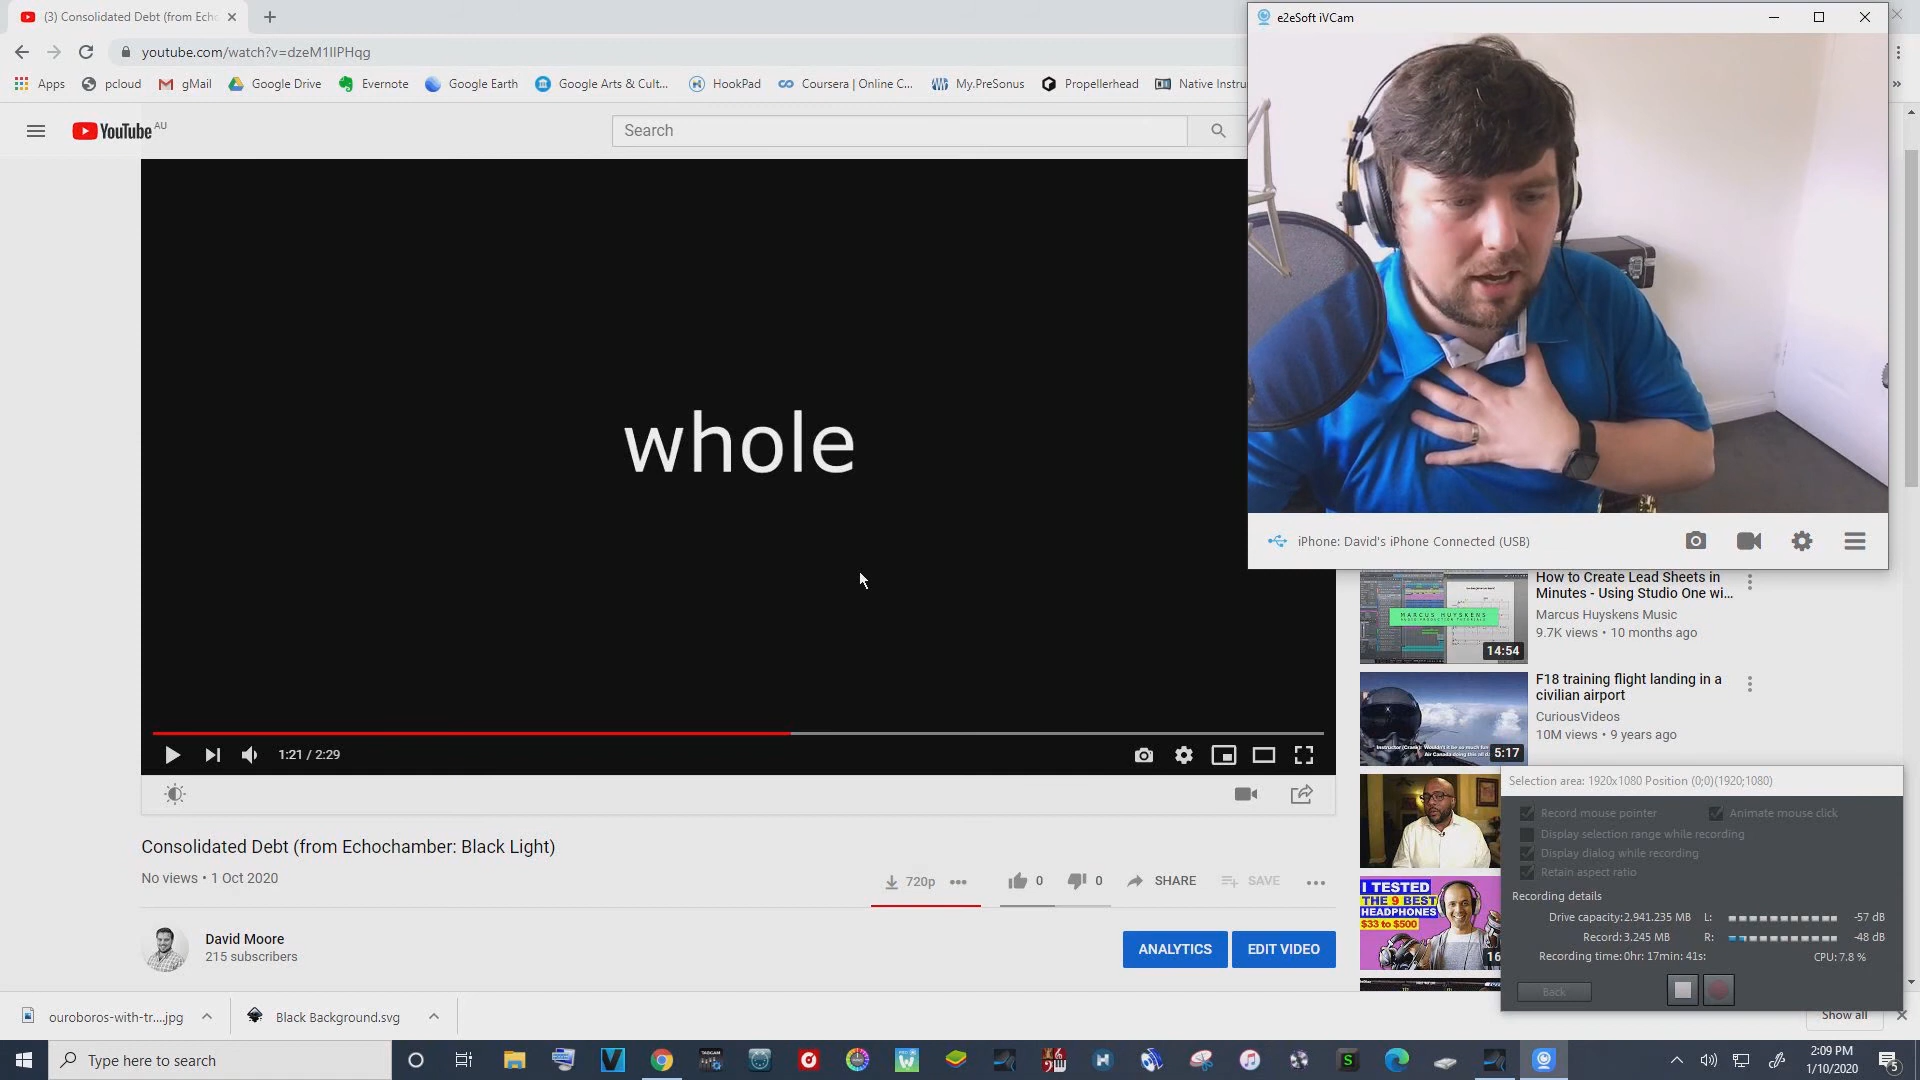 (3) Consolidated Debt (from Echo
e2eSoft iVCam
youtube.com/watch?v=dzeM1IIPHqg
Apps
pcloud
gMail
Google Drive
Evernote
Google Earth
Google Arts & Cult...
HookPad
Coursera | Online C...
My.PreSonus
Propellerhead
Native Instru
YouTube AU
Search
whole
iPhone: David's iPhone Connected (USB)
1:21 / 2:29
How to Create Lead Sheets in
Minutes - Using Studio One wi...
Marcus Huyskens Music
9.7K views • 10 months ago
MARCUS HUYSKENS
14:54
F18 training flight landing in a
civilian airport
CuriousVideos
10M views • 9 years ago
5:17
Selection area: 1920x1080 Position (0;0)(1920;1080)
Record mouse pointer
Animate mouse click
Display selection range while recording
Display dialog while recording
Retain aspect ratio
Recording details
Drive capacity: 2.941.235 MB L: -57 dB
Record: 3.245 MB R: -48 dB
Recording time: 0hr: 17min: 41s: CPU: 7.8 %
Back
Consolidated Debt (from Echochamber: Black Light)
No views • 1 Oct 2020
720p
0
0
SHARE
SAVE
I TESTED
THE 9 BEST
HEADPHONES
$33 to $500
16
David Moore
215 subscribers
ANALYTICS
EDIT VIDEO
ouroboros-with-tr....jpg
Black Background.svg
Show all
Type here to search
2:09 PM
1/10/2020
5